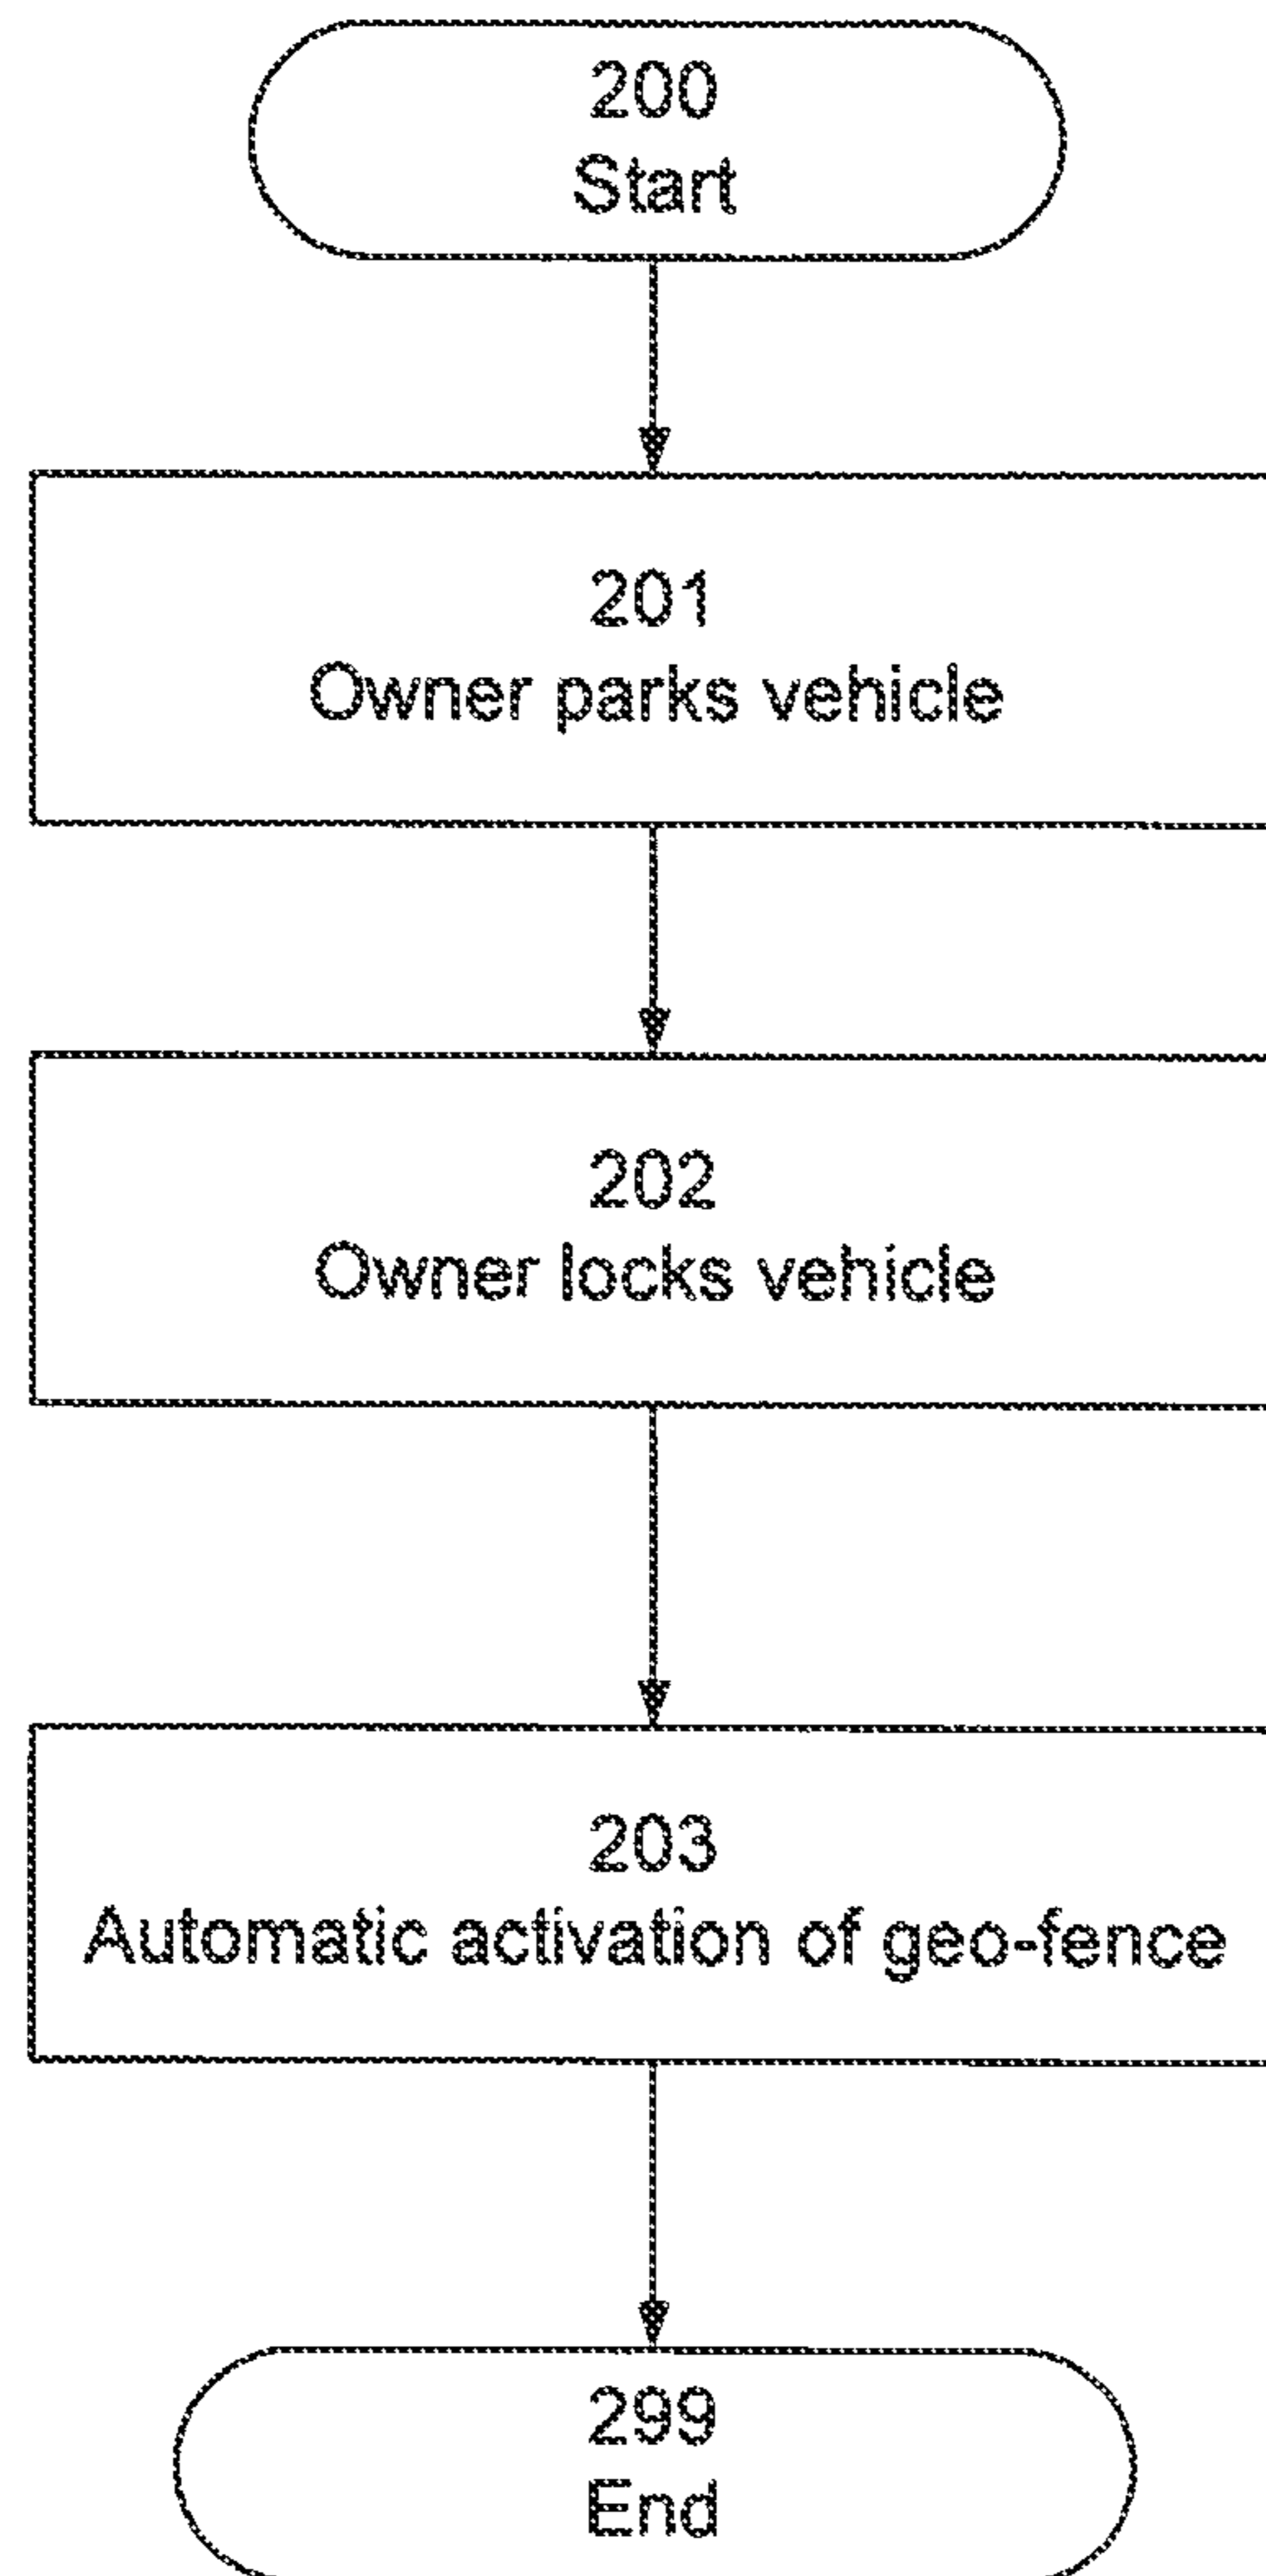 200
Start
201
Owner parks vehicle
202
Owner locks vehicle
203
Automatic activation of geo-fence
299
End